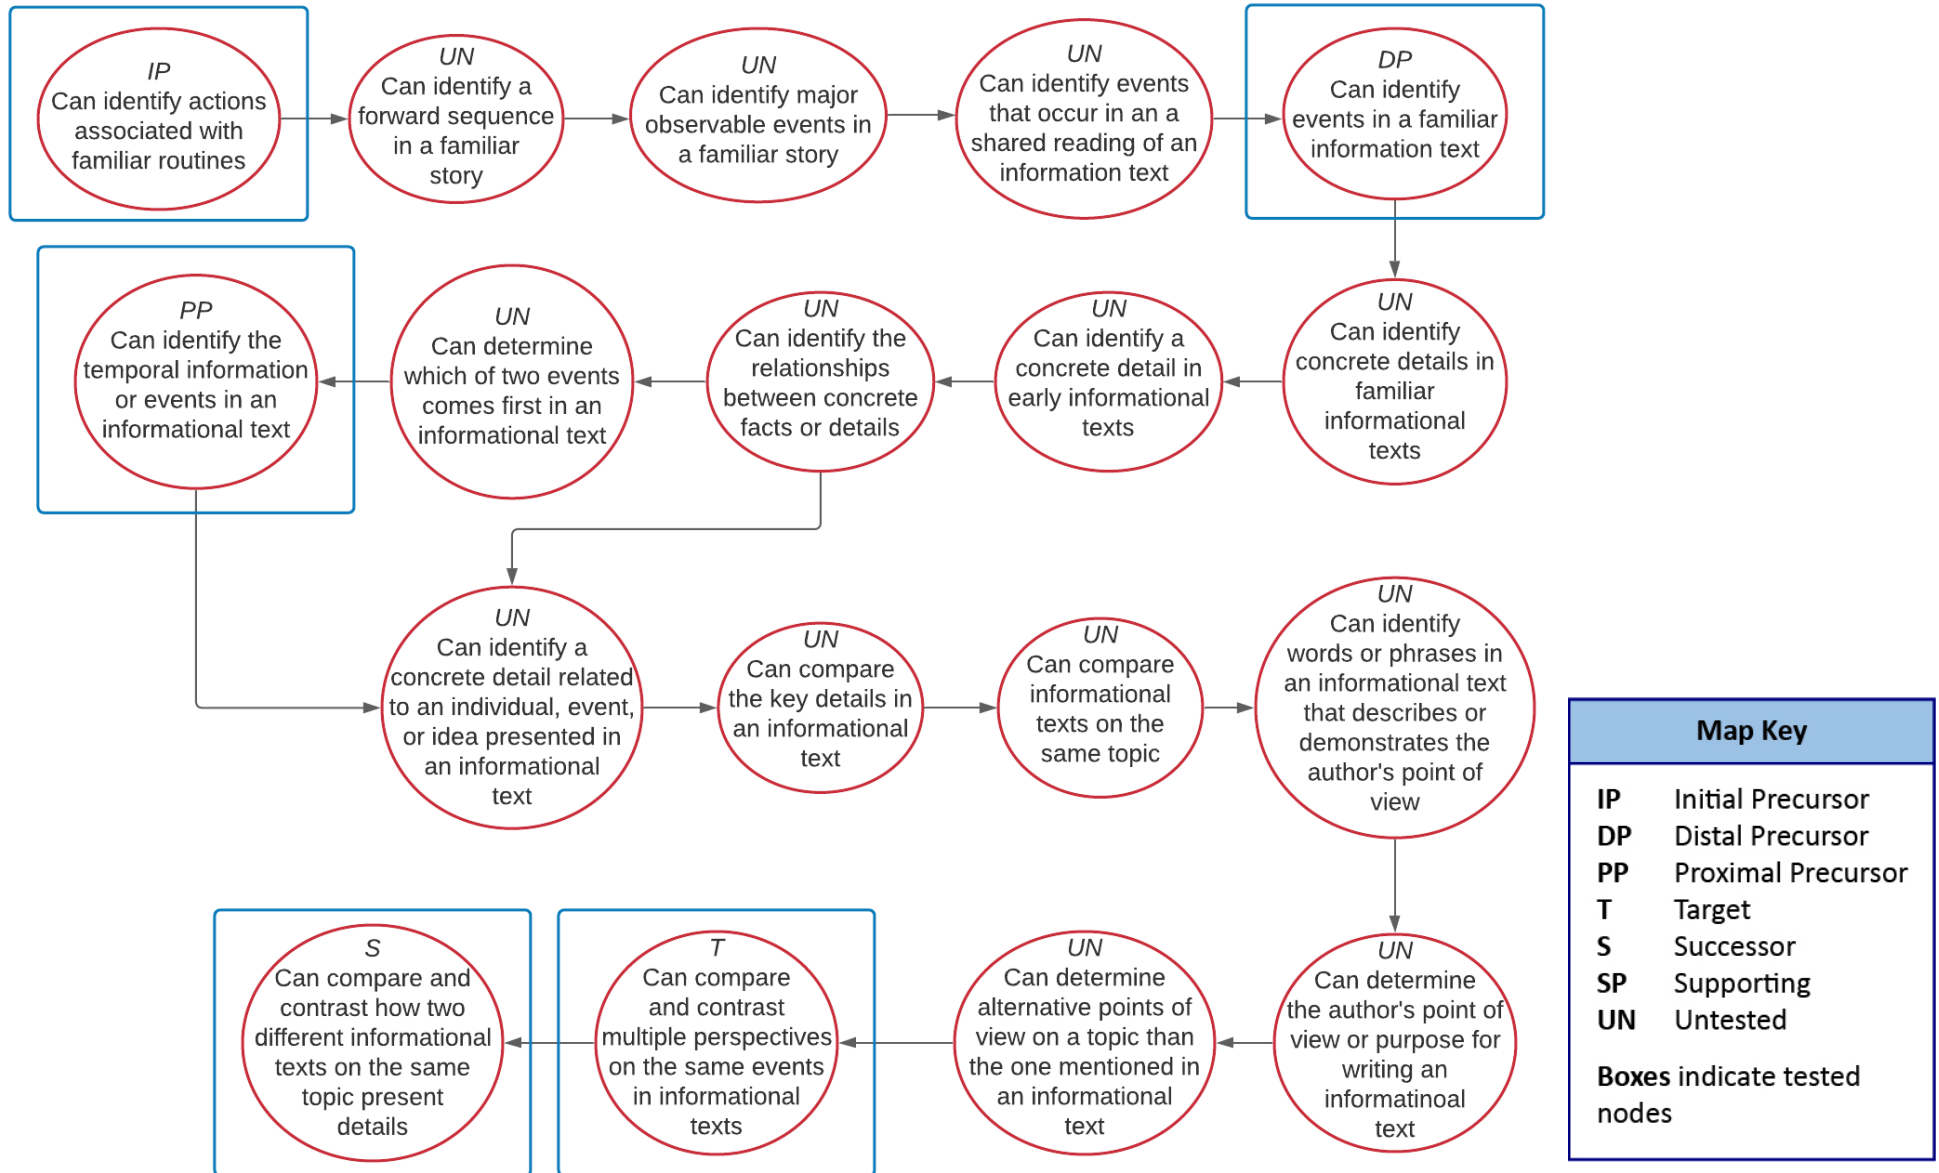 IP
Can identify actions
associated with
familiar routines
UN
Can identify a
forward sequence
in a familiar
story
UN
Can identify major
observable events in
a familiar story
UN
Can identify events
that occur in an a
shared reading of an
information text
DP
Can identify
events in a familiar
information text
PP
Can identify the
temporal information
or events in an
informational text
UN
Can determine
which of two events
comes first in an
informational text
UN
Can identify the
relationships
between concrete
facts or details
UN
Can identify a
concrete detail in
early informational
texts
UN
Can identify
concrete details in
familiar
informational
texts
UN
Can identify a
concrete detail related
to an individual, event,
or idea presented in
an informational
text
UN
Can compare
the key details in
an informational
text
UN
Can compare
informational
texts on the
same topic
UN
Can identify
words or phrases in
an informational text
that describes or
demonstrates the
author's point of
view
S
Can compare and
contrast how two
different informational
texts on the same
topic present
details
T
Can compare
and contrast
multiple perspectives
on the same events
in informational
texts
UN
Can determine
alternative points of
view on a topic than
the one mentioned in
an informational
text
UN
Can determine
the author's point of
view or purpose for
writing an
informatinoal
text
Map Key
IP Initial Precursor
DP Distal Precursor
PP Proximal Precursor
T Target
S Successor
SP Supporting
UN Untested
Boxes indicate tested
nodes